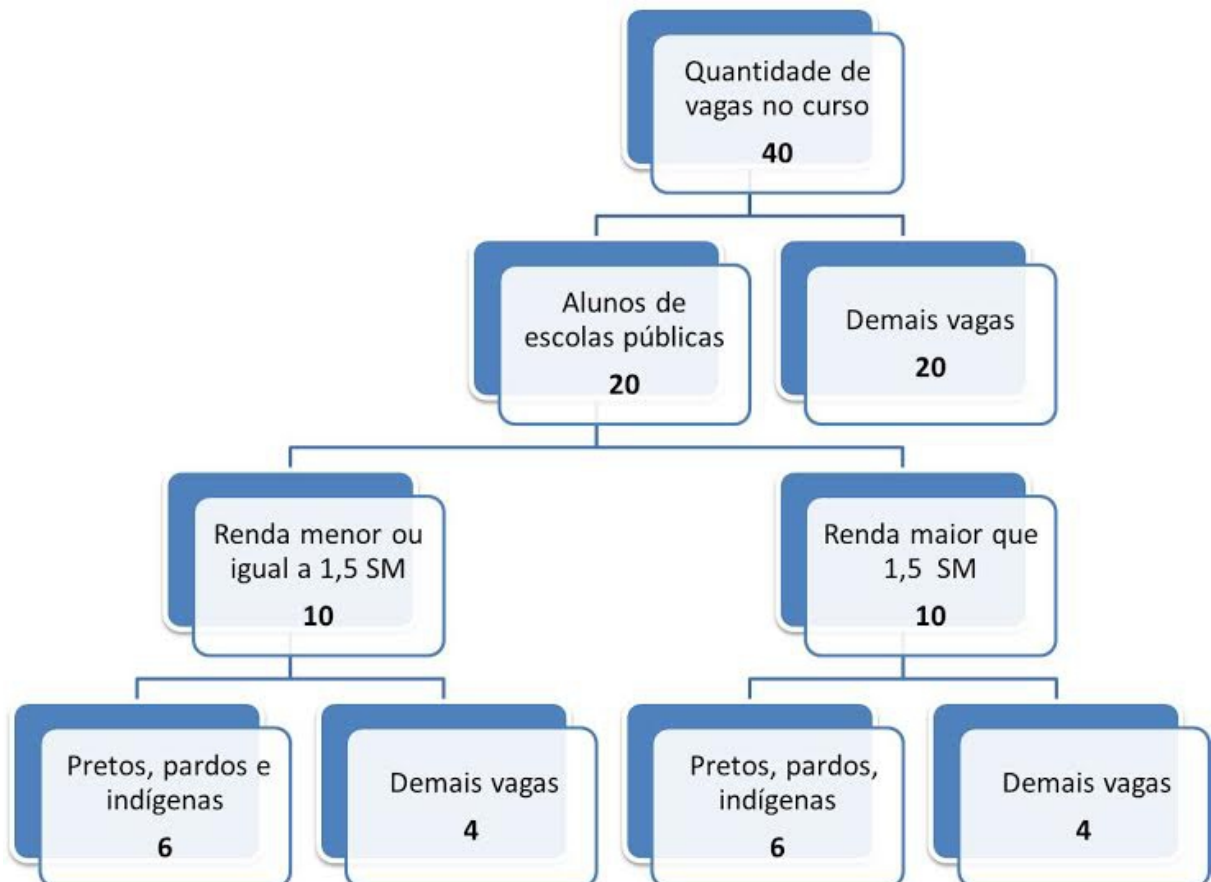 Quantidade de
vagas no curso
40
Alunos de
escolas públicas
20
Demais vagas
20
Renda menor ou
igual a 1,5 SM
10
Renda maior que
1,5 SM
10
Pretos, pardos e
indígenas
6
Demais vagas
4
Pretos, pardos,
indígenas
6
Demais vagas
4